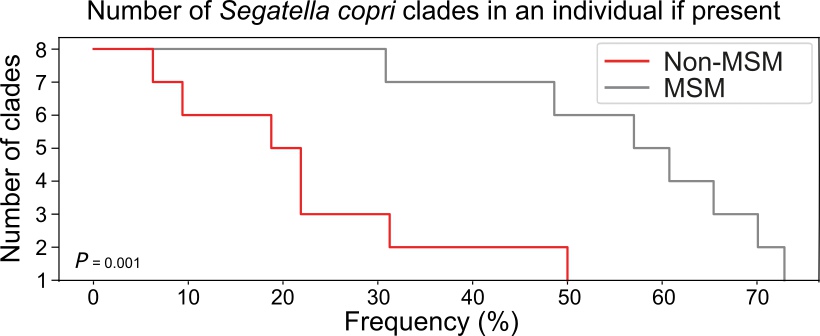 Number of Segatella copri clades in an individual if present
Number of clades
8
7
6
5
4
3
2
1
Non-MSM
MSM
P = 0.001
0 10 20 30 40 50 60 70
Frequency (%)